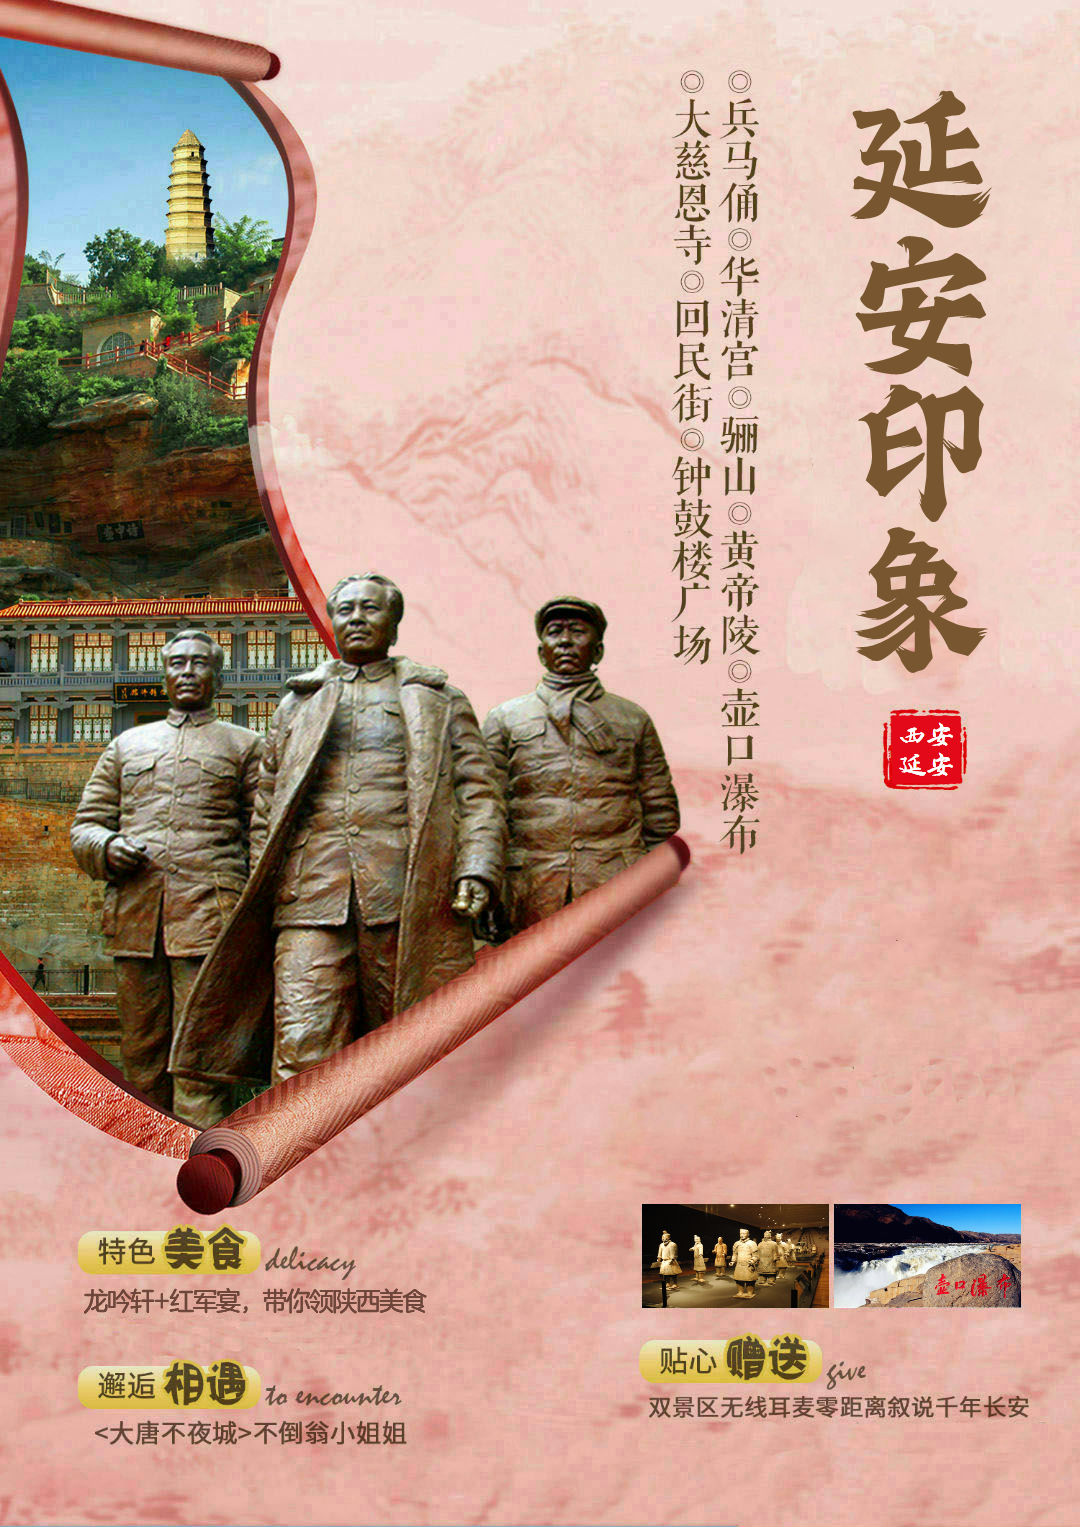 延安印象
西安
延安
◎兵马俑◎华清宫◎骊山◎黄帝陵◎壶口瀑布
◎大慈恩寺◎回民街◎钟鼓楼广场
特色美食 delicacy
龙吟轩+红军宴，带你领陕西美食
邂逅相遇 to encounter
<大唐不夜城>不倒翁小姐姐
壶口瀑布
贴心赠送 give
双景区无线耳麦零距离叙说千年长安